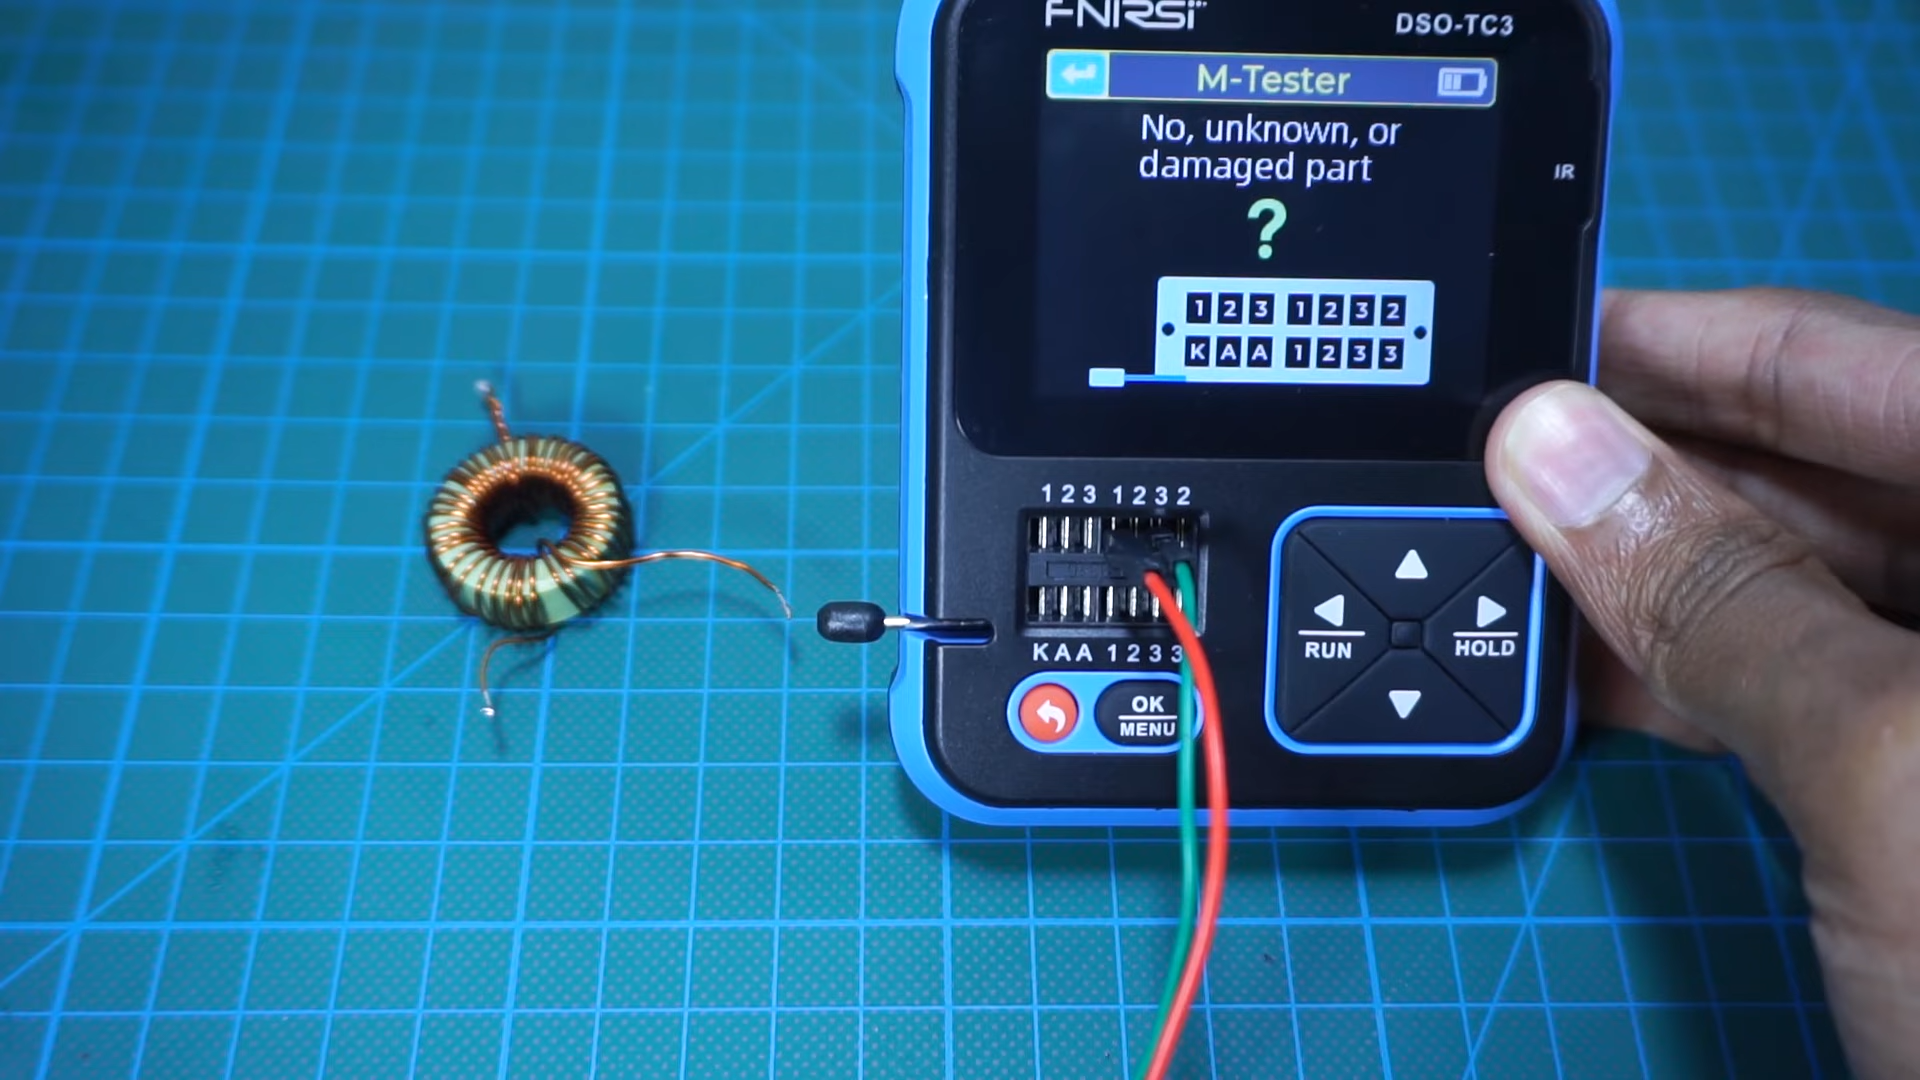 FNIRSI
DSO-TC3
M-Tester
No, unknown, or
damaged part
?
1 2 3 1 2 3 2
K A A 1 2 3 3
IR
1 2 3 1 2 3 2
K A A 1 2 3 3
OK
MENU
RUN
HOLD